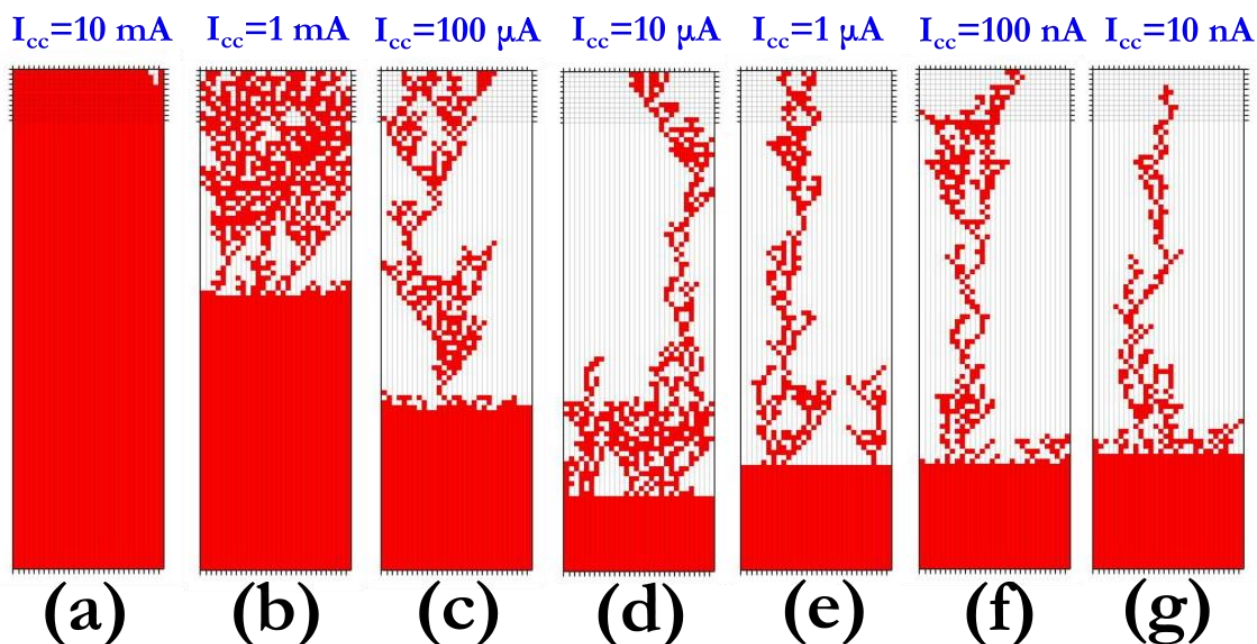 Icc=10 mA Icc=1 mA Icc=100 μA Icc=10 μA Icc=1 μA Icc=100 nA Icc=10 nA
(a) (b) (c) (d) (e) (f) (g)